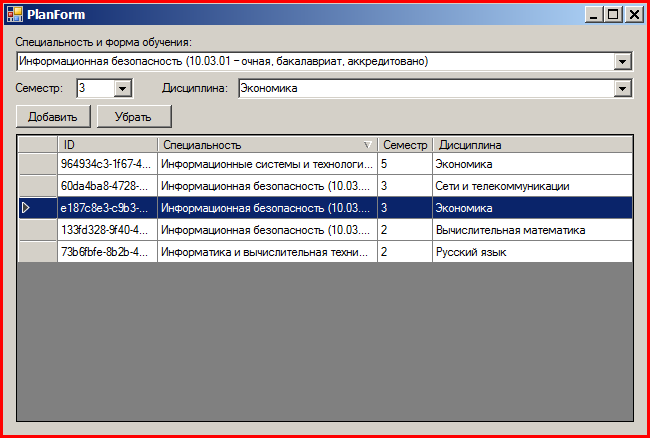 PlanForm
Специальность и форма обучения:
Информационная безопасность (10.03.01 – очная, бакалавриат, аккредитовано)
Семестр: 3 Дисциплина: Экономика
Добавить Убрать
ID Специальность Семестр Дисциплина
964934c3-1f67-4... Информационные системы и технологи... 5 Экономика
60da4ba8-4728-... Информационная безопасность (10.03.... 3 Сети и телекоммуникации
e187c8e3-c9b3-... Информационная безопасность (10.03.... 3 Экономика
133fd328-9f40-4... Информационная безопасность (10.03.... 2 Вычислительная математика
73b6fbfe-8b2b-4... Информатика и вычислительная техни... 2 Русский язык